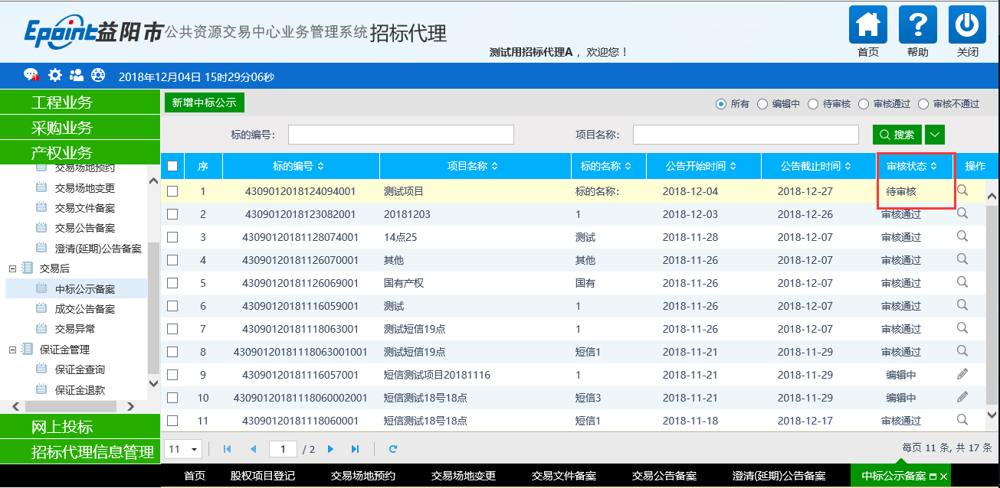 Epoint益阳市公共资源交易中心业务管理系统 招标代理
测试用招标代理A ，欢迎您！
首页 帮助 关闭
2018年12月04日 15时29分06秒
工程业务
采购业务
产权业务
交易场地预约
交易场地变更
交易文件备案
交易公告备案
澄清(延期)公告备案
交易后
中标公示备案
成交公告备案
交易异常
保证金管理
保证金查询
保证金退款
网上投标
招标代理信息管理
新增中标公示
所有 编辑中 待审核 审核通过 审核不通过
标的编号： 项目名称： 搜索
序 标的编号 项目名称 标的名称 公告开始时间 公告截止时间 审核状态 操作
1 4309012018124094001 测试项目 标的名称: 2018-12-04 2018-12-27 待审核
2 4309012018123082001 20181203 1 2018-12-03 2018-12-26 审核通过
3 43090120181128074001 14点25 测试 2018-11-28 2018-12-07 审核通过
4 43090120181126070001 其他 其他 2018-11-26 2018-12-07 审核通过
5 43090120181126069001 国有产权 国有 2018-11-26 2018-12-07 审核通过
6 43090120181116059001 测试 1 2018-11-26 2018-12-07 审核通过
7 43090120181118063001 测试短信19点 1 2018-11-26 2018-12-07 审核通过
8 43090120181118063001001 测试短信19点 短信1 2018-11-21 2018-11-29 审核通过
9 43090120181116057001 短信测试项目20181116 1 2018-11-21 2018-11-29 编辑中
10 43090120181118060002001 短信测试18号18点 短信3 2018-11-21 2018-11-29 编辑中
11 43090120181118060001 短信测试18号18点 短信1 2018-11-18 2018-12-17 审核通过
11 1 / 2 每页 11 条, 共 17 条
首页 股权项目登记 交易场地预约 交易场地变更 交易文件备案 交易公告备案 澄清(延期)公告备案 中标公示备案